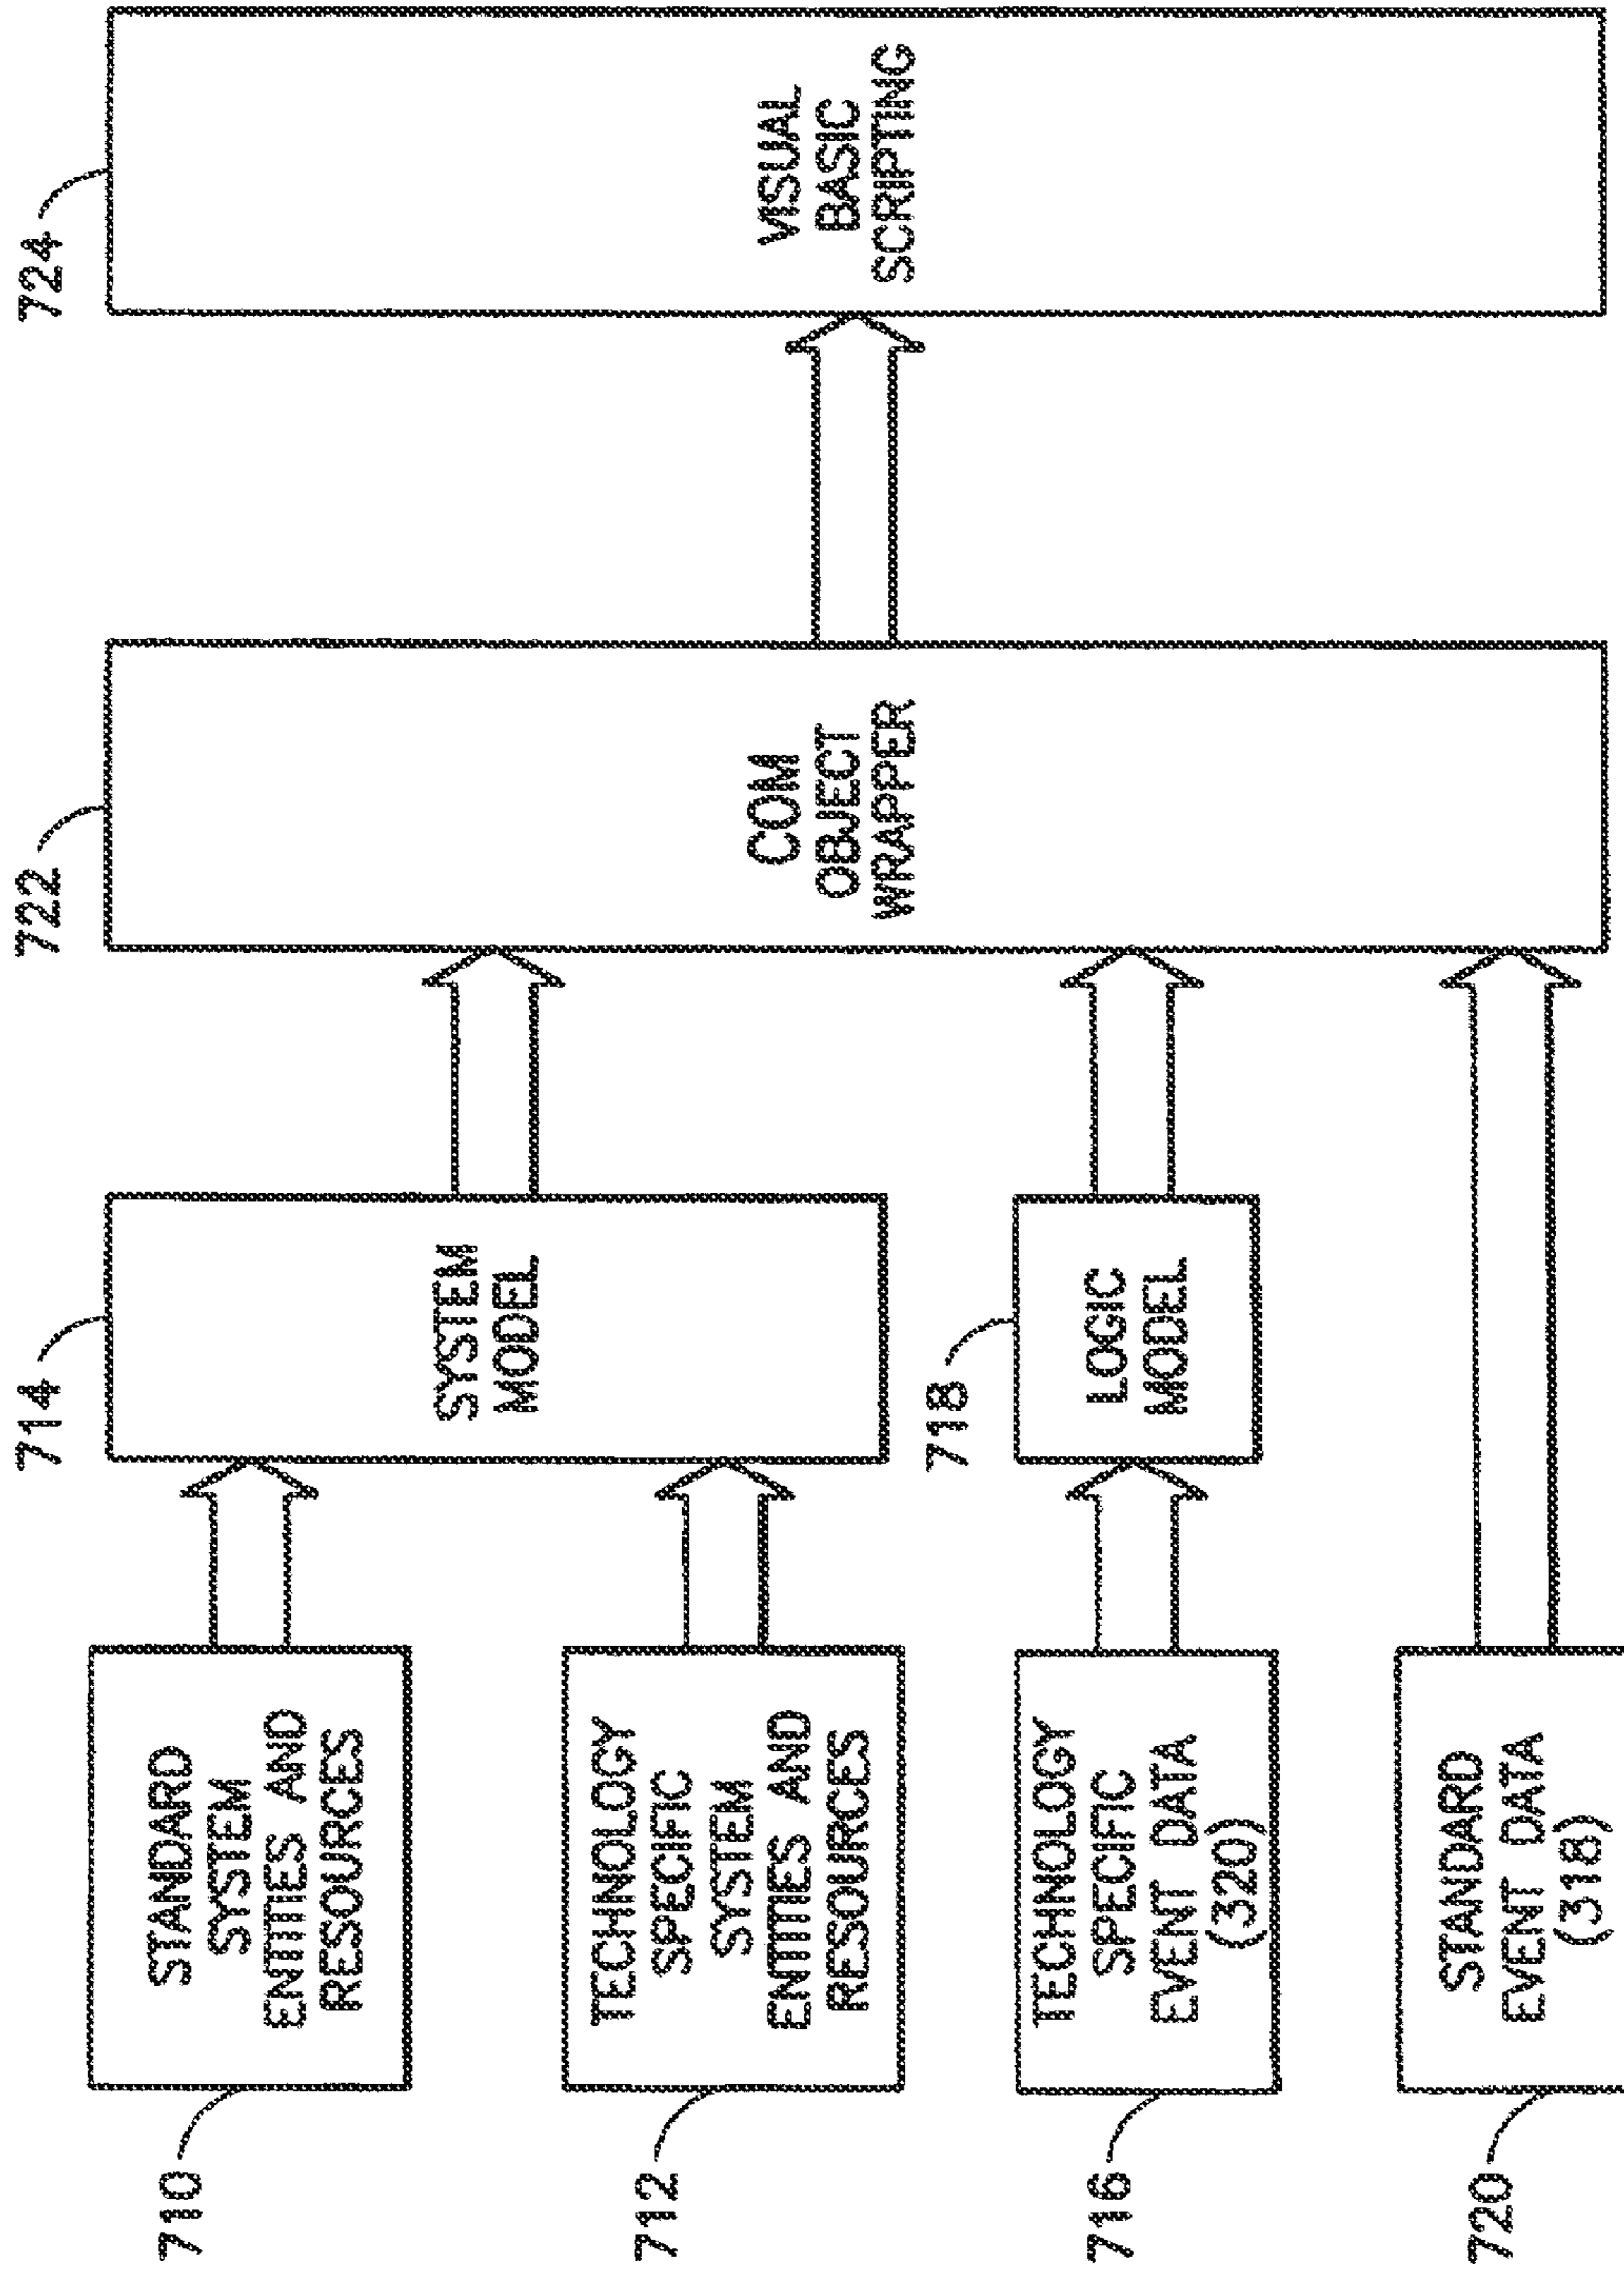 710
STANDARD
SYSTEM
ENTITIES AND
RESOURCES
714
SYSTEM
MODEL
722
COM
OBJECT
WRAPPER
724
VISUAL
BASIC
SCRIPTING
712
TECHNOLOGY
SPECIFIC
SYSTEM
ENTITIES AND
RESOURCES
716
TECHNOLOGY
SPECIFIC
EVENT DATA
(320)
718
LOGIC
MODEL
720
STANDARD
EVENT DATA
(318)